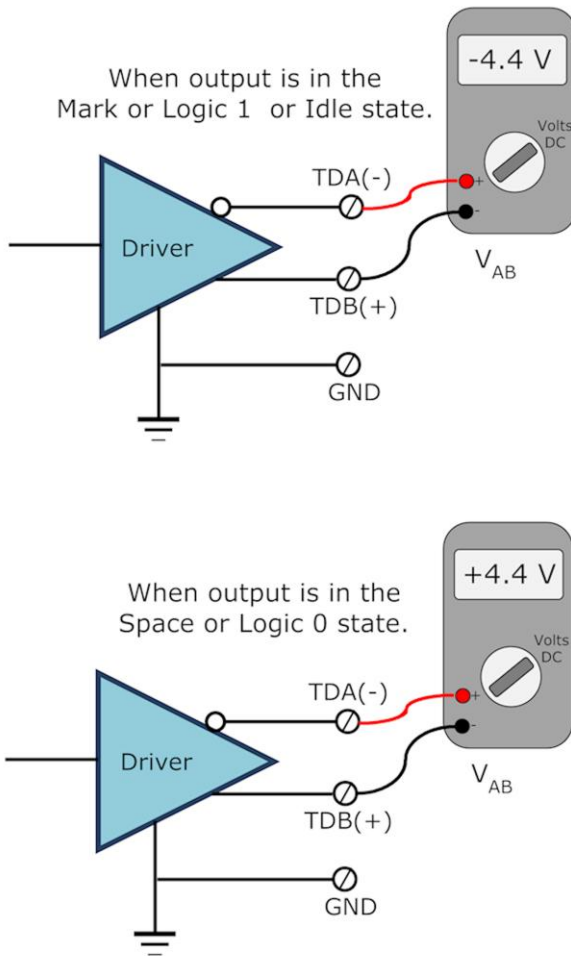 -4.4 V
When output is in the
Mark or Logic 1 or Idle state.
Volts
DC
TDA(-)
+
-
Driver
VAB
TDB(+)
GND
+4.4 V
When output is in the
Space or Logic 0 state.
Volts
DC
TDA(-)
+
-
Driver
VAB
TDB(+)
GND